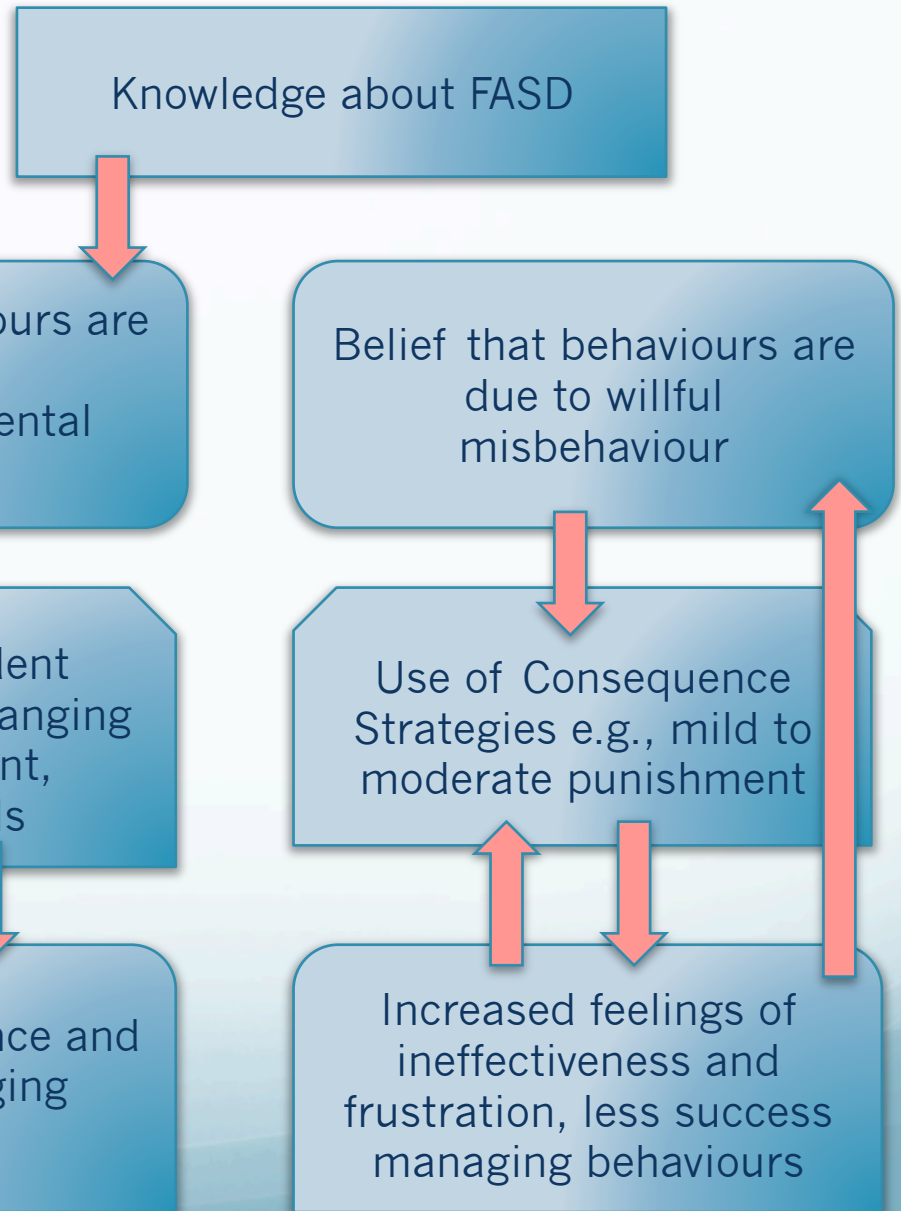 Knowledge about FASD
ours are
ental
Belief that behaviours are
due to willful
misbehaviour
dent
anging
nt,
ls
Use of Consequence
Strategies e.g., mild to
moderate punishment
nce and
ging
Increased feelings of
ineffectiveness and
frustration, less success
managing behaviours